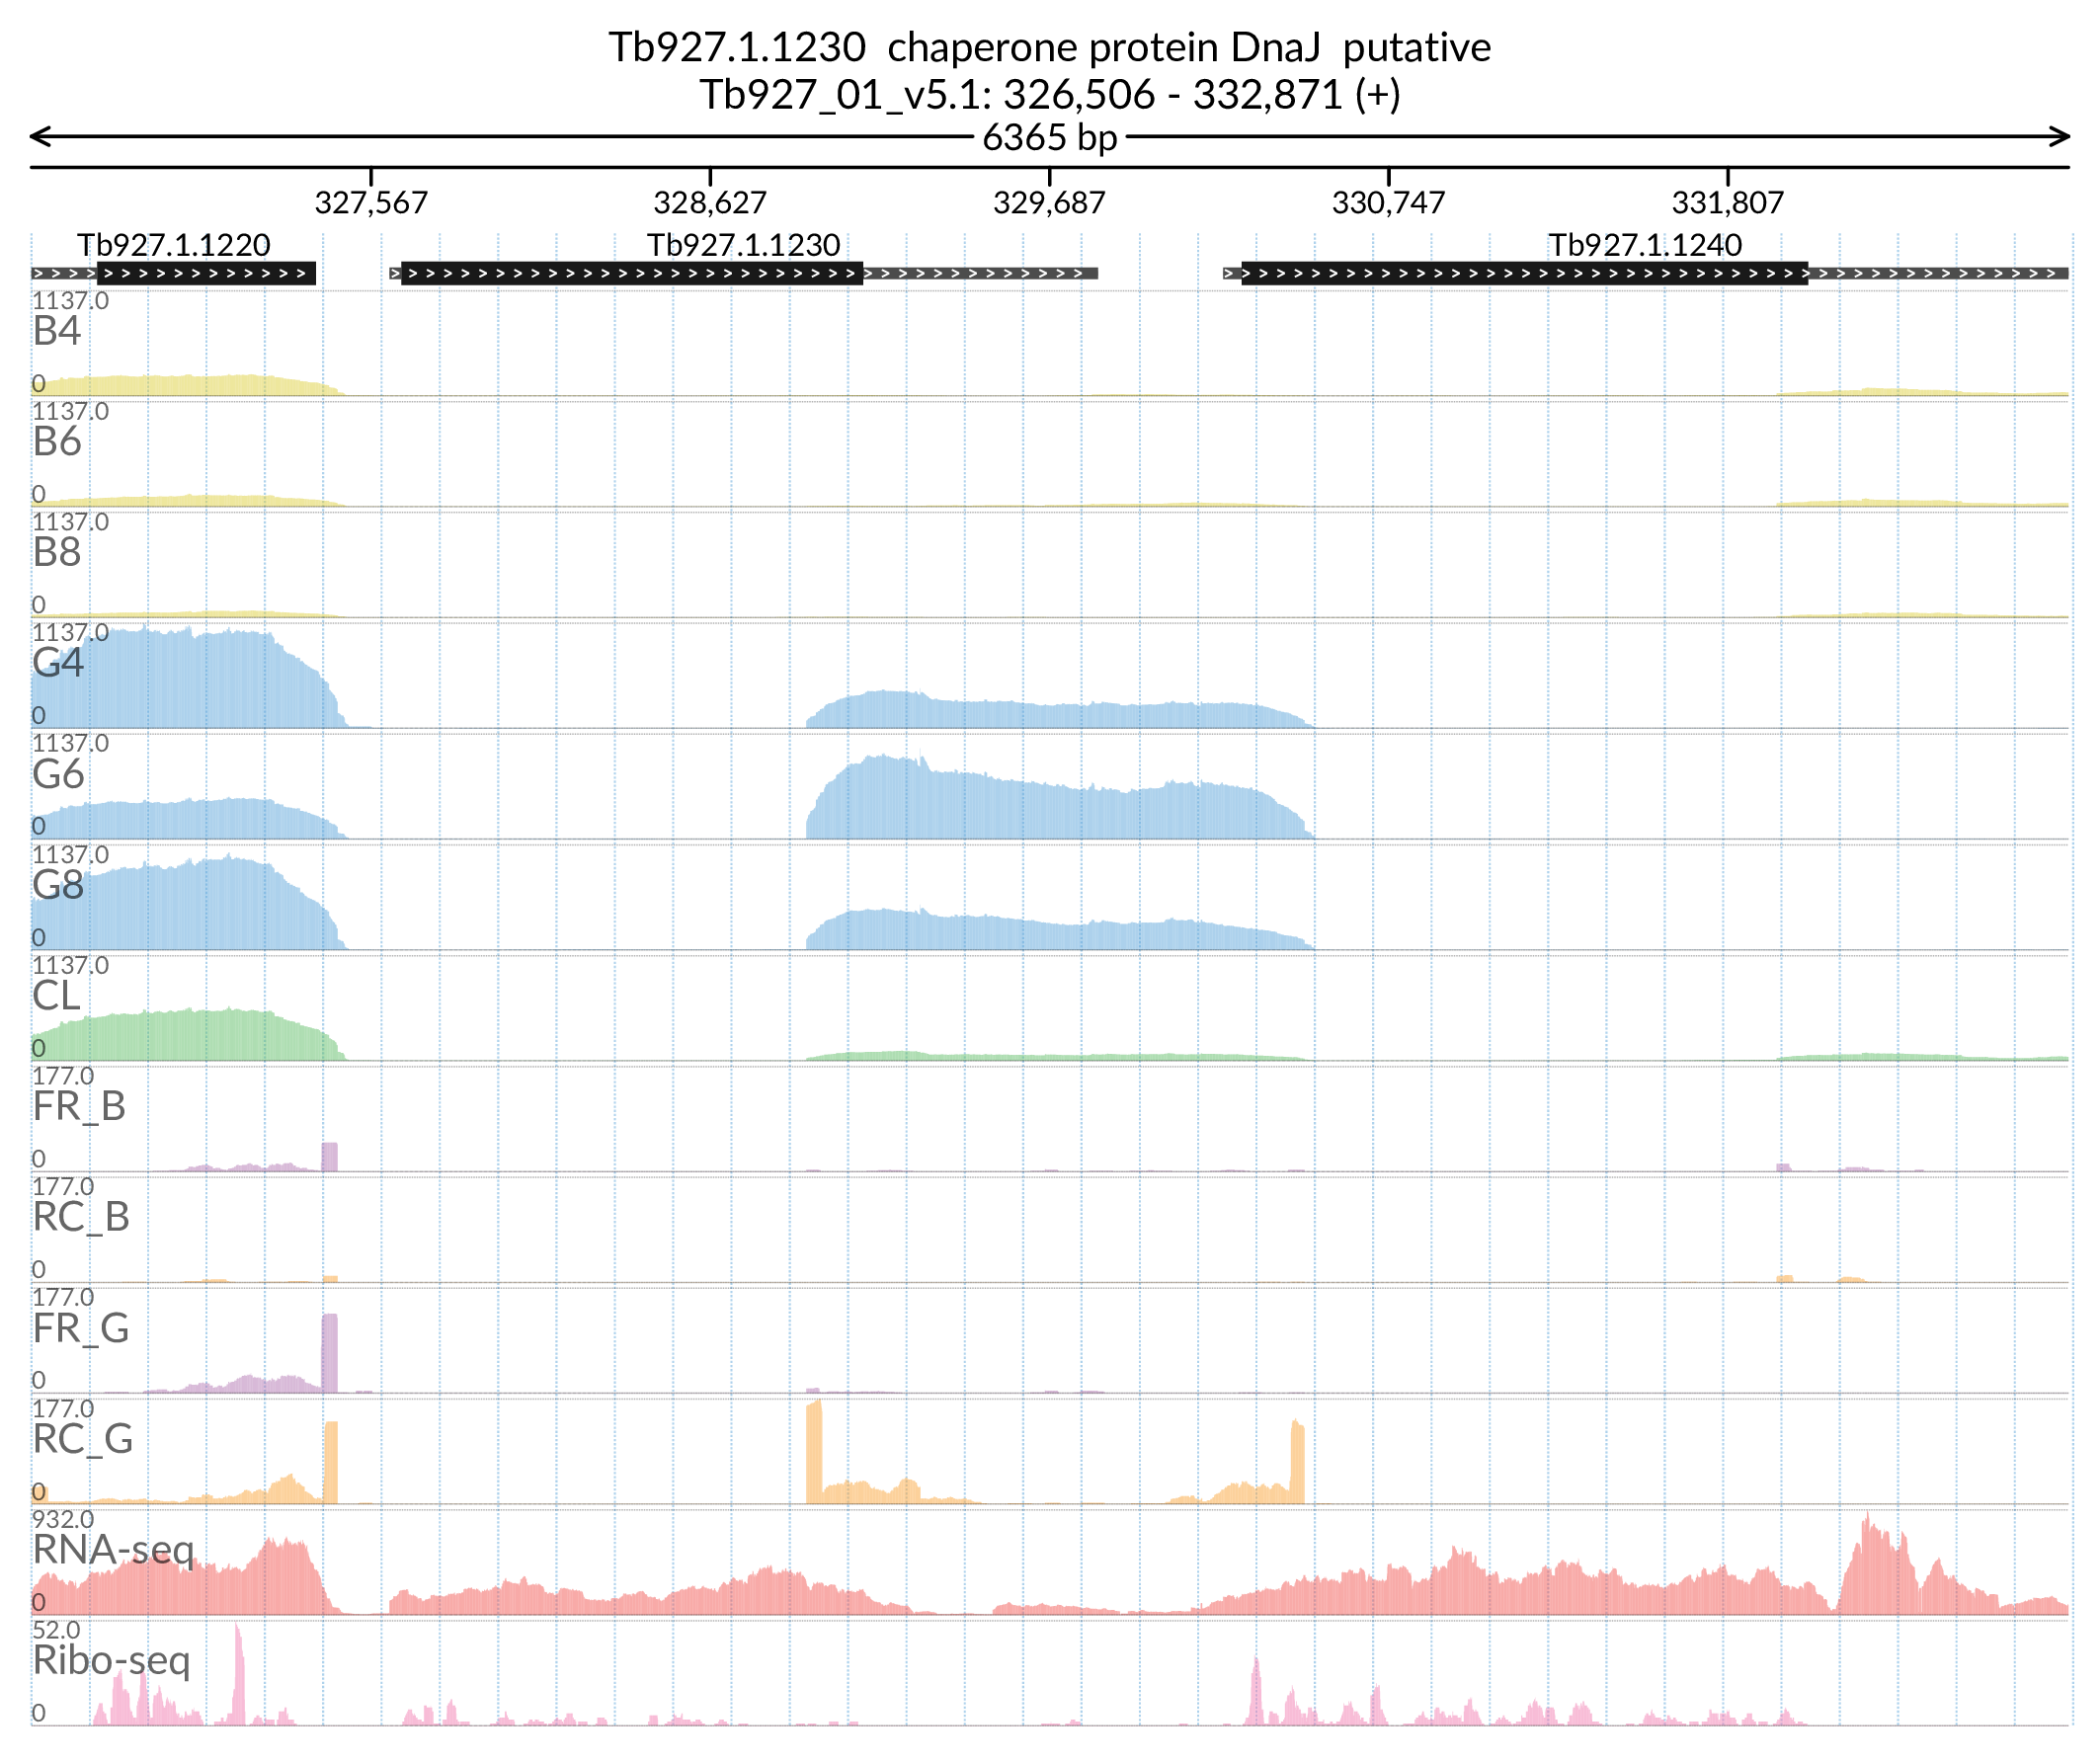 Tb927.1.1230  chaperone protein DnaJ  putative
Tb927_01_v5.1: 326,506 - 332,871 (+)
6365 bp
327,567 328,627 329,687 330,747 331,807
Tb927.1.1220 Tb927.1.1230 Tb927.1.1240
1137.0
B4
0
1137.0
B6
0
1137.0
B8
0
1137.0
G4
0
1137.0
G6
0
1137.0
G8
0
1137.0
CL
0
177.0
FR_B
0
177.0
RC_B
0
177.0
FR_G
0
177.0
RC_G
0
932.0
RNA-seq
0
52.0
Ribo-seq
0